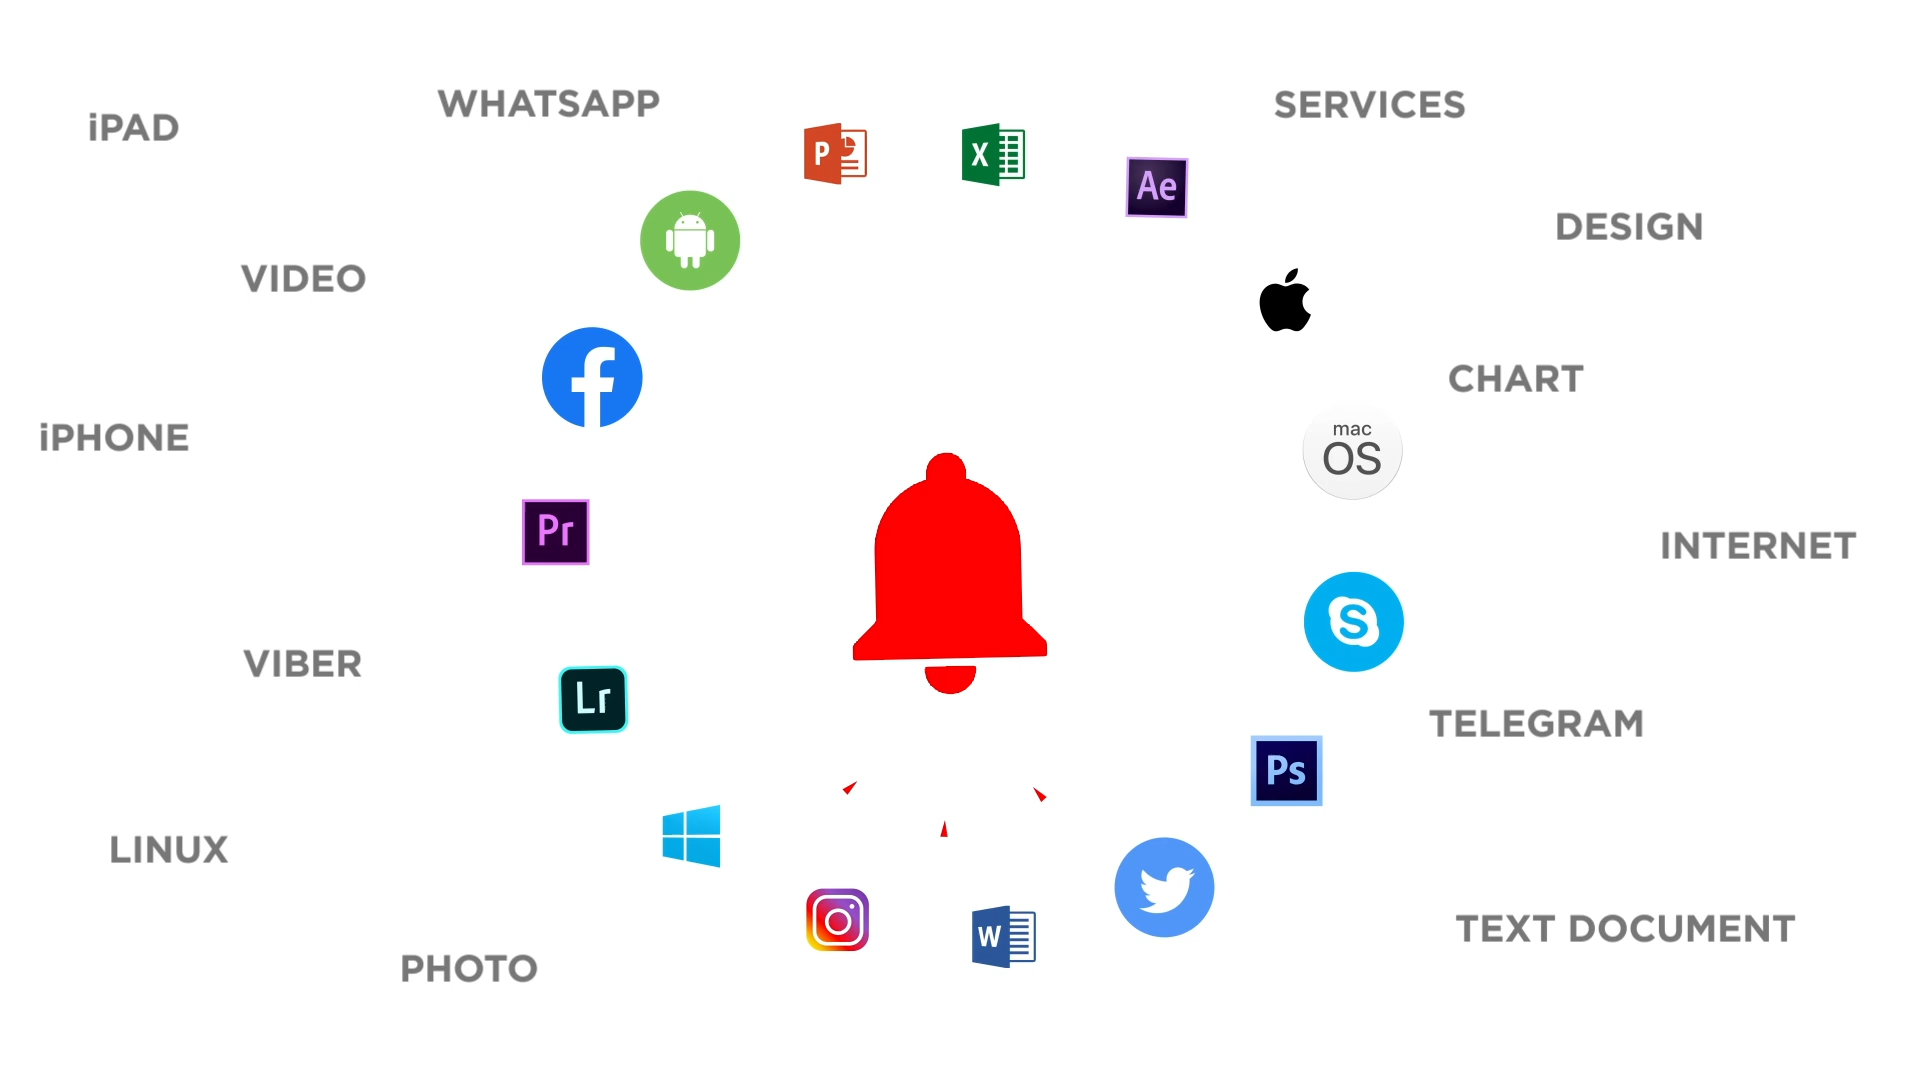 WHATSAPP
SERVICES
iPAD
P
X
Ae
DESIGN
VIDEO
CHART
f
mac
OS
iPHONE
Pr
INTERNET
S
VIBER
Lr
TELEGRAM
Ps
LINUX
W
TEXT DOCUMENT
PHOTO